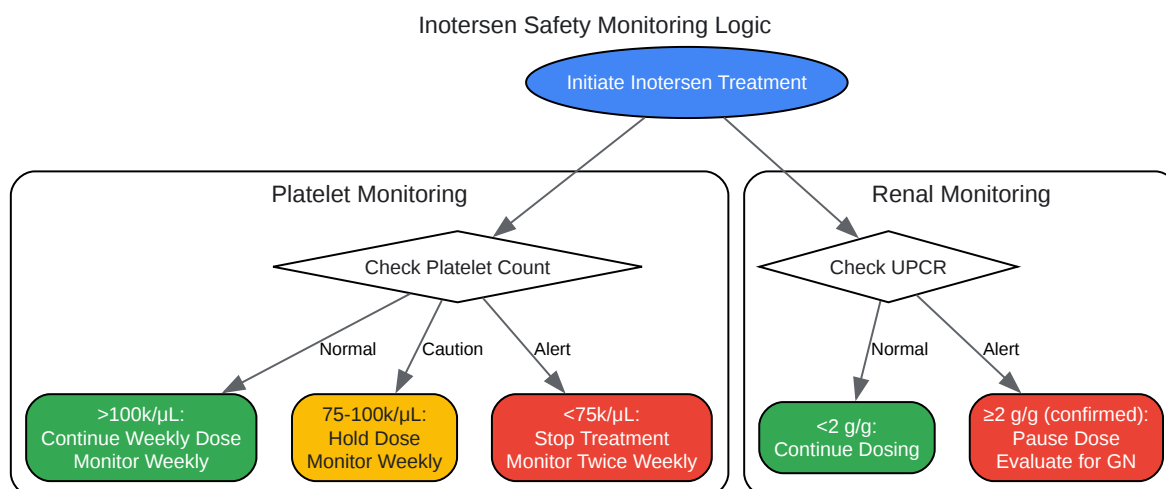 Inotersen Safety Monitoring Logic
Initiate Inotersen Treatment
Platelet Monitoring
Renal Monitoring
Check Platelet Count
Check UPCR
Normal
Caution
Alert
Normal
Alert
>100k/μL:
Continue Weekly Dose
Monitor Weekly
75-100k/μL:
Hold Dose
Monitor Weekly
<75k/μL:
Stop Treatment
Monitor Twice Weekly
<2 g/g:
Continue Dosing
≥2 g/g (confirmed):
Pause Dose
Evaluate for GN